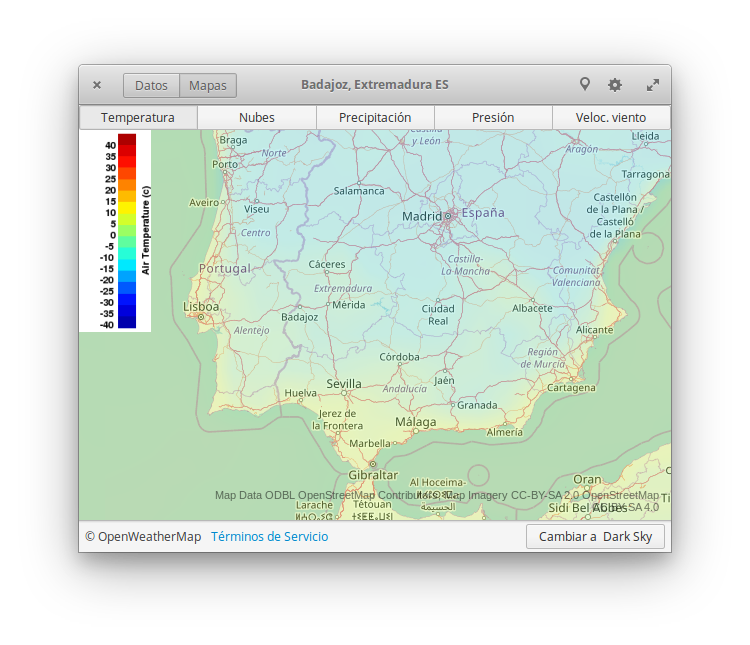 Datos
Mapas
Badajoz, Extremadura ES
Temperatura
Nubes
Precipitación
Presión
Veloc. viento
40
35
30
25
20
15
10
5
0
-5
-10
-15
-20
-25
-30
-35
-40
Air Temperature (c)
Braga
Norte
Porto
Aveiro
Viseu
Centro
Portugal
Lisboa
Alentejo
y León
Salamanca
Madrid
España
Aragón
Lleida
Tarragona
Castellón
de la Plana /
Castelló
de la Plana
Cáceres
Extremadura
Mérida
Badajoz
Castilla-
La Mancha
Comunitat
Valenciana
Ciudad
Real
Albacete
Alicante
Región
de Murcia
Cartagena
Córdoba
Jaén
Andalucía
Sevilla
Huelva
Granada
Jerez de
la Frontera
Málaga
Almería
Marbella
Gibraltar
Al Hoceima-
الحسيمة
Oran
Map Data ODBL OpenStreetMap Contributors, Map Imagery CC-BY-SA 2.0 OpenStreetMap
CC-BY-SA 4.0
Larache
Tétouan
Sidi Bel Abbès
© OpenWeatherMap
Términos de Servicio
Cambiar a Dark Sky